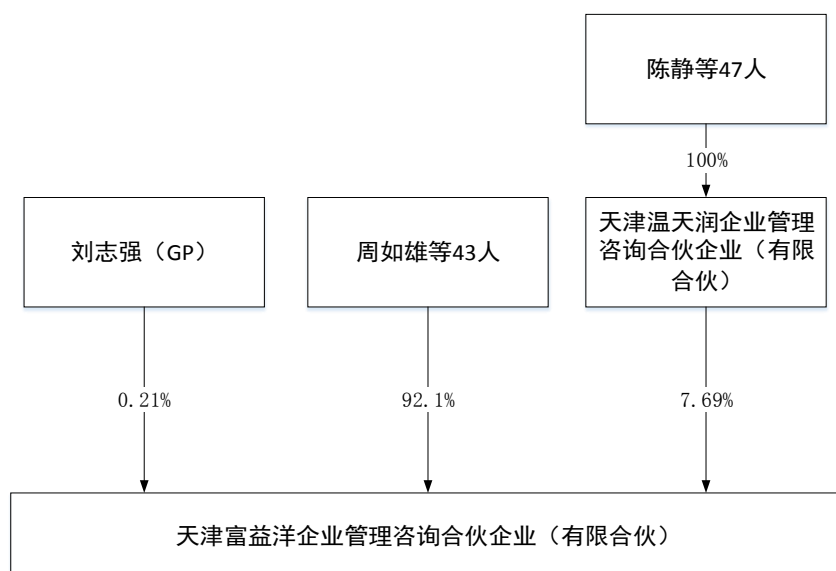 陈静等47人
100%
刘志强（GP）
周如雄等43人
天津温天润企业管理
咨询合伙企业（有限
合伙）
0.21%
92.1%
7.69%
天津富益洋企业管理咨询合伙企业（有限合伙）